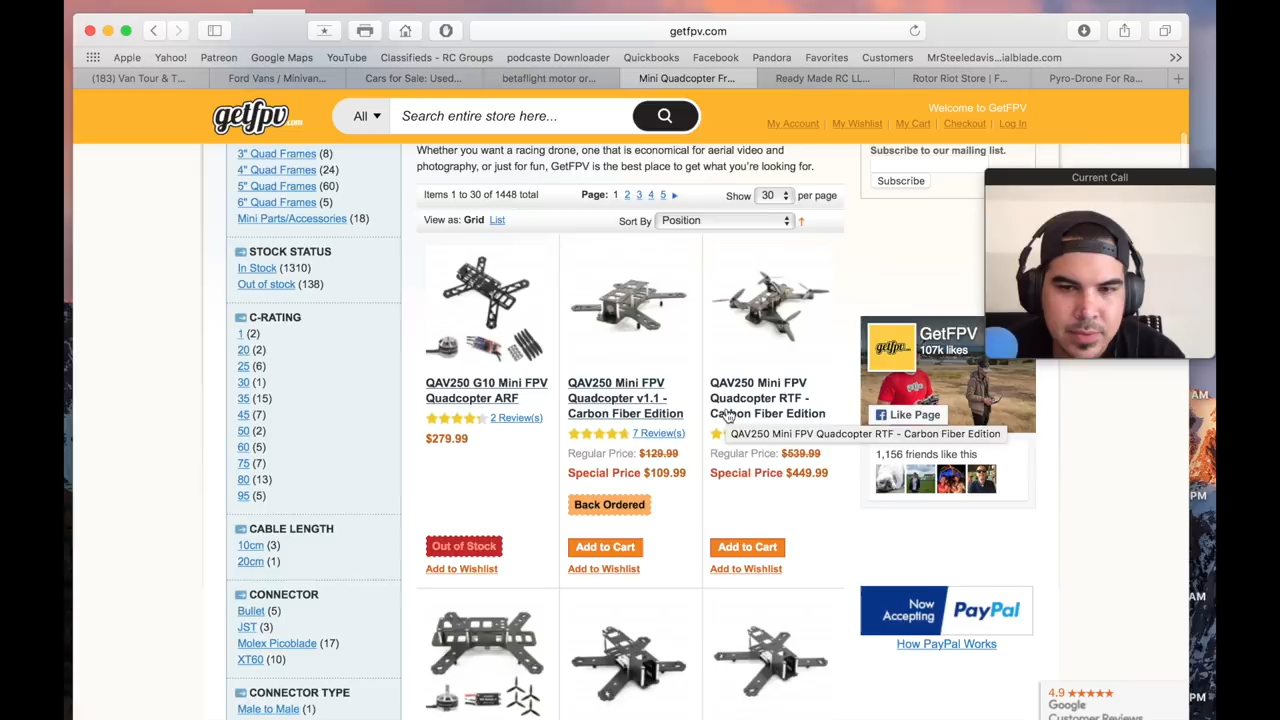 getfpv.com
Apple
Yahoo!
Patreon
Google Maps
YouTube
Classifieds - RC Groups
podcaste Downloader
Quickbooks
Facebook
Pandora
Favorites
Customers
MrSteeledavis...ialblade.com
(183) Van Tour & T...
Ford Vans / Minivan...
Cars for Sale: Used...
betaflight motor or...
Mini Quadcopter Fr...
Ready Made RC LL...
Rotor Riot Store | F...
Pyro-Drone For Ra...
getfpv.com
All
Search entire store here...
Welcome to GetFPV
My Account
My Wishlist
My Cart
Checkout
Log In
3" Quad Frames (8)
4" Quad Frames (24)
5" Quad Frames (60)
6" Quad Frames (5)
Mini Parts/Accessories (18)
STOCK STATUS
In Stock (1310)
Out of stock (138)
C-RATING
1 (2)
20 (2)
25 (6)
30 (1)
35 (15)
45 (7)
50 (2)
60 (5)
75 (7)
80 (13)
95 (5)
CABLE LENGTH
10cm (3)
20cm (1)
CONNECTOR
Bullet (5)
JST (3)
Molex Picoblade (17)
XT60 (10)
CONNECTOR TYPE
Male to Male (1)
Whether you want a racing drone, one that is economical for aerial video and
photography, or just for fun, GetFPV is the best place to get what you're looking for.
Items 1 to 30 of 1448 total
Page: 1 2 3 4 5
Show 30 per page
View as: Grid List
Sort By Position
QAV250 G10 Mini FPV
Quadcopter ARF
2 Review(s)
$279.99
Out of Stock
Add to Wishlist
QAV250 Mini FPV
Quadcopter v1.1 -
Carbon Fiber Edition
7 Review(s)
Regular Price: $129.99
Special Price $109.99
Back Ordered
Add to Cart
Add to Wishlist
QAV250 Mini FPV
Quadcopter RTF -
Carbon Fiber Edition
QAV250 Mini FPV Quadcopter RTF - Carbon Fiber Edition
Regular Price: $539.99
Special Price $449.99
Add to Cart
Add to Wishlist
Subscribe to our mailing list.
Subscribe
Current Call
getfpv
GetFPV
107k likes
Like Page
1,156 friends like this
Now
Accepting
PayPal
How PayPal Works
4.9
Google
Customer Reviews
AM
PM
AM
PM